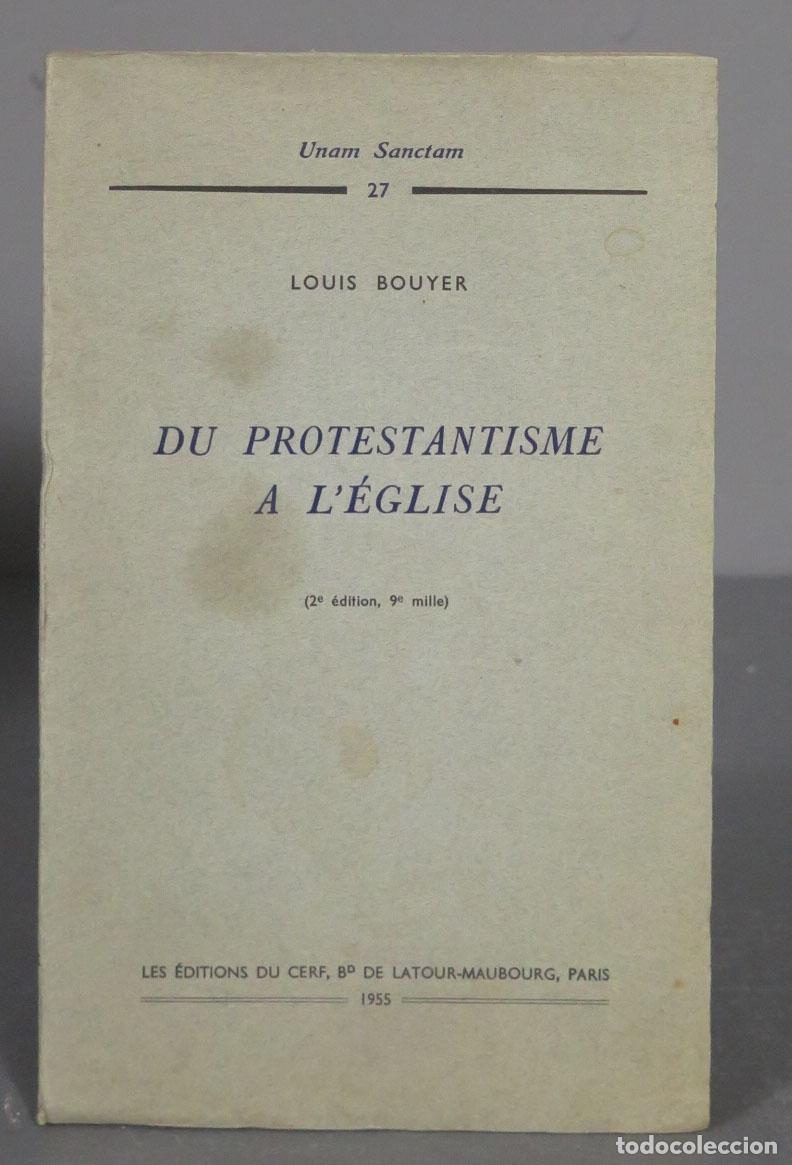 Unam Sanctam
27
LOUIS BOUYER
DU PROTESTANTISME
A L'ÉGLISE
(2e édition, 9e mille)
LES ÉDITIONS DU CERF, BD DE LATOUR-MAUBOURG, PARIS
1955
todocoleccion